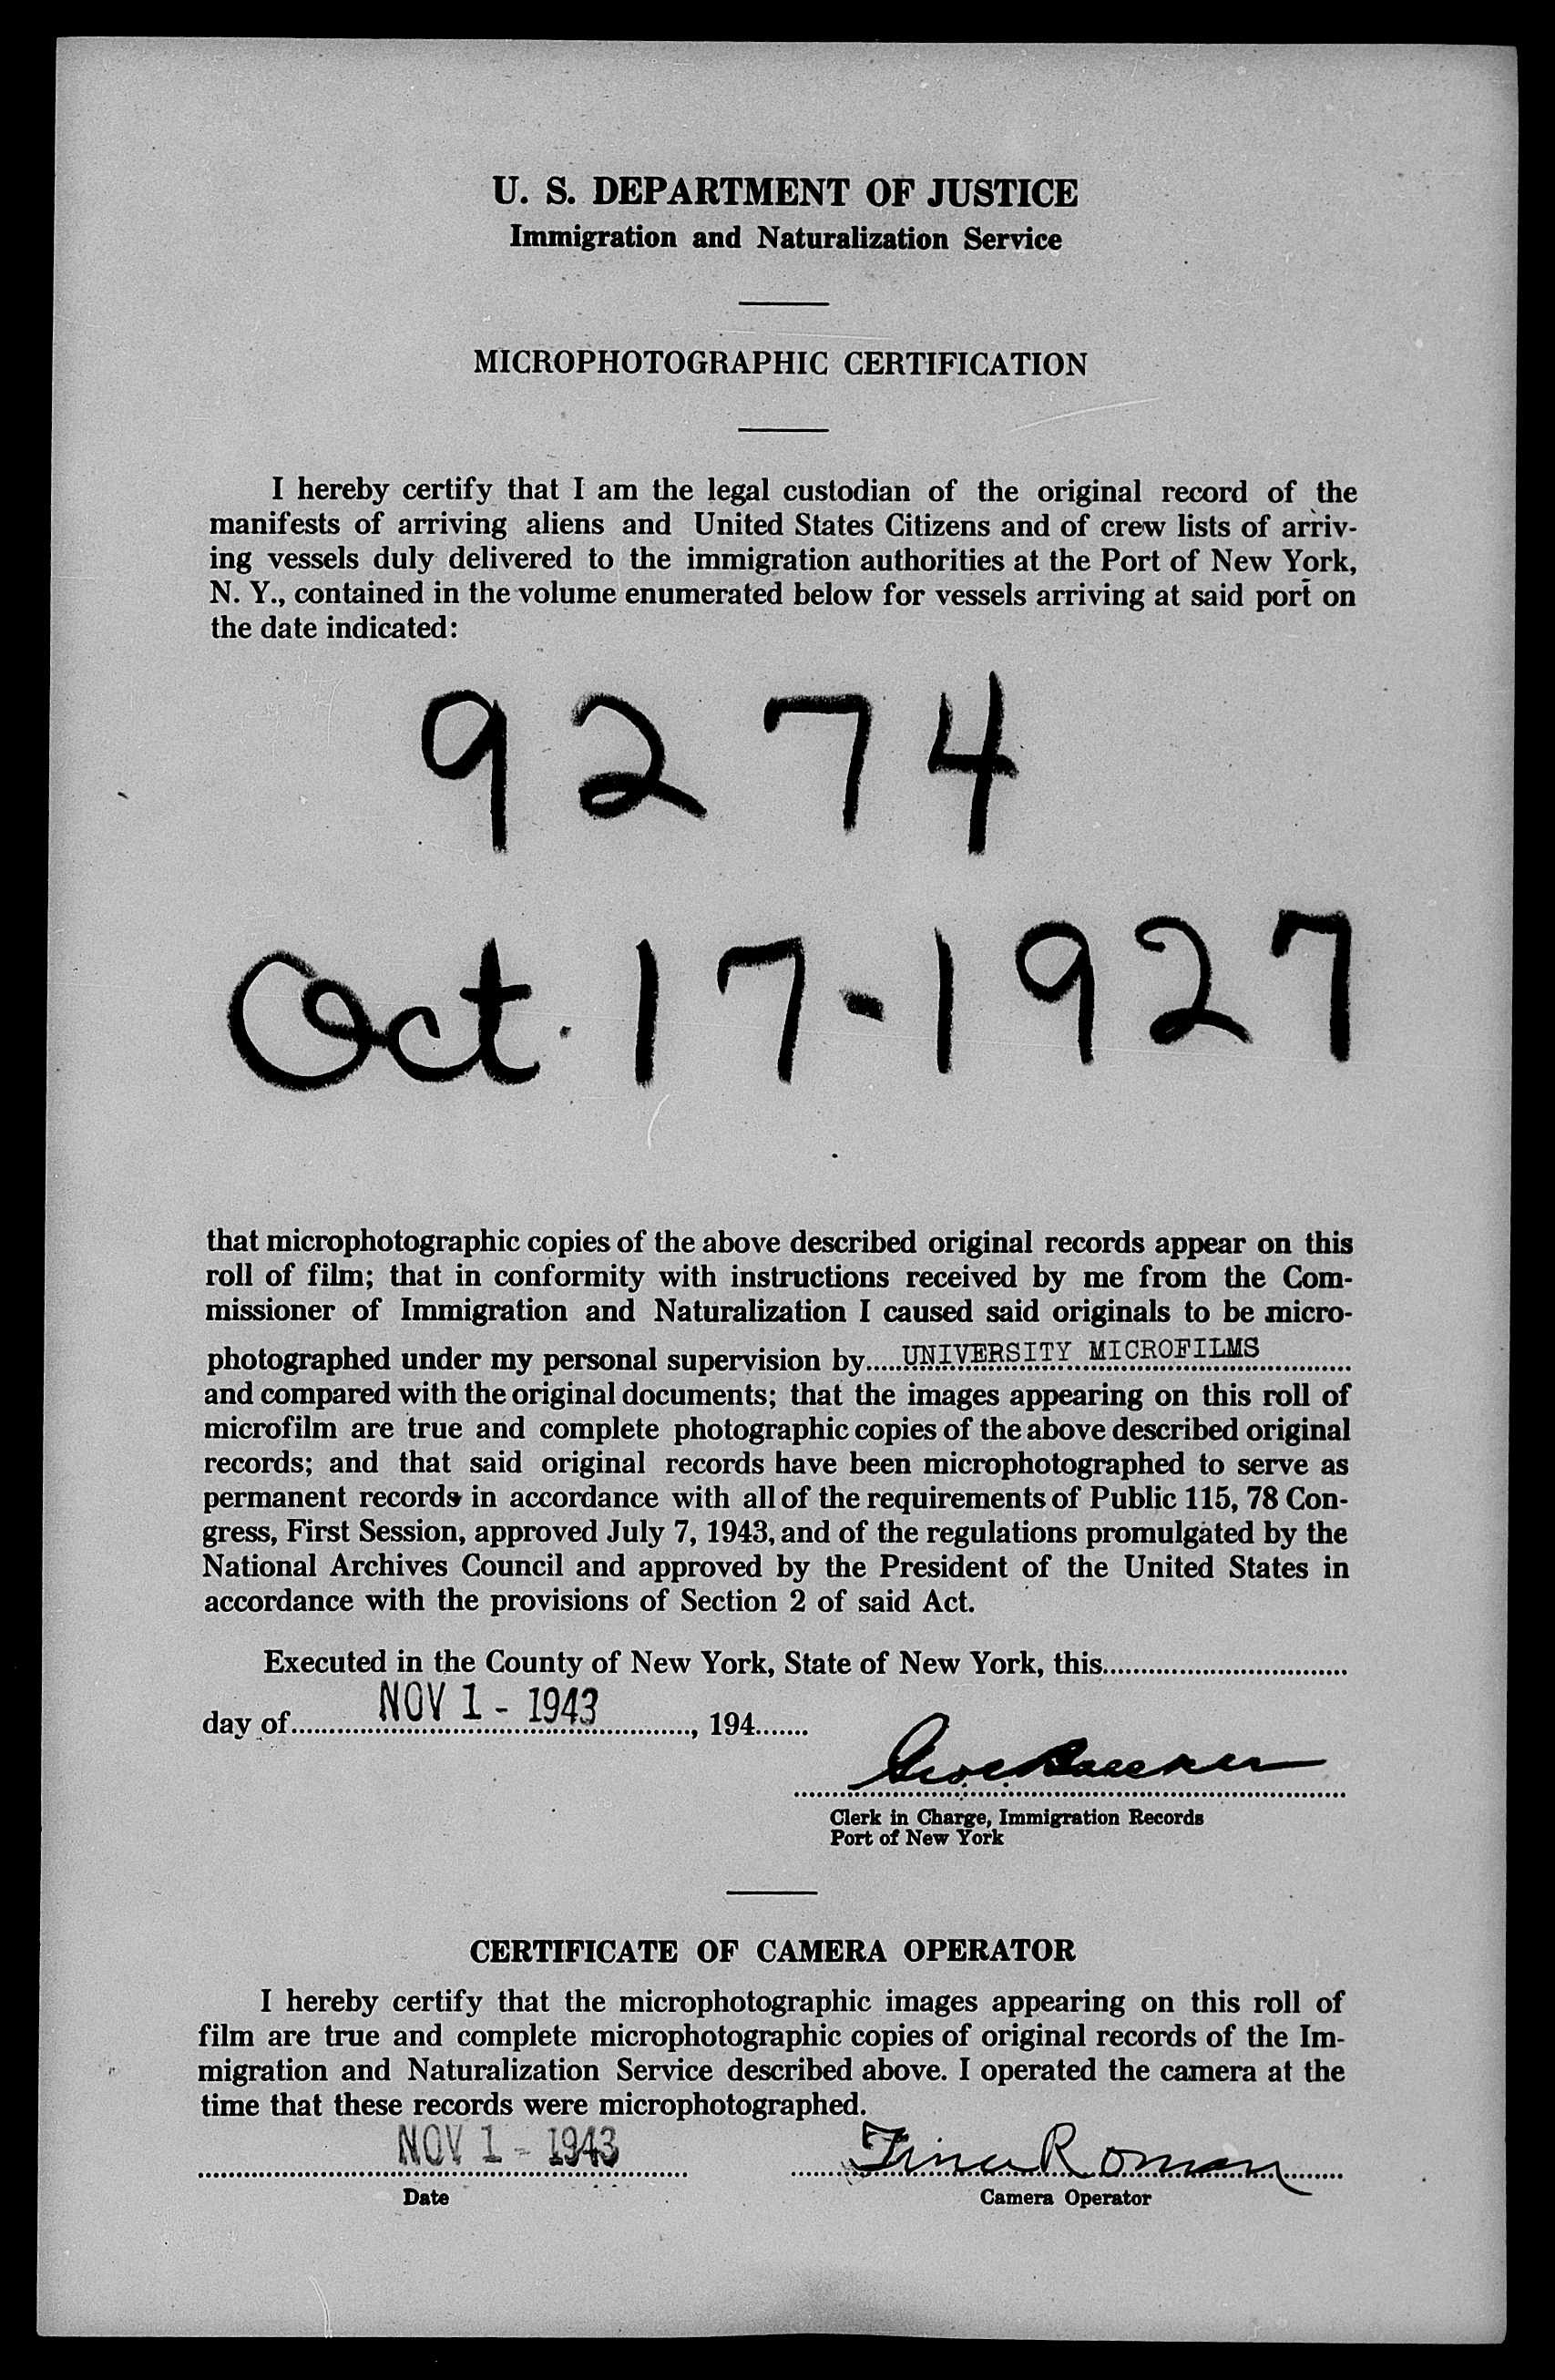 U. S. DEPARTMENT OF JUSTICE
Immigration and Naturalization Service
MICROPHOTOGRAPHIC CERTIFICATION
I hereby certify that I am the legal custodian of the original record of the
manifests of arriving aliens and United States Citizens and of crew lists of arriv-
ing vessels duly delivered to the immigration authorities at the Port of New York,
N. Y., contained in the volume enumerated below for vessels arriving at said port on
the date indicated:
9274
Oct. 17-1927
that microphotographic copies of the above described original records appear on this
roll of film; that in conformity with instructions received by me from the Com-
missioner of Immigration and Naturalization I caused said originals to be micro-
photographed under my personal supervision by.....UNIVERSITY MICROFILMS
and compared with the original documents; that the images appearing on this roll of
microfilm are true and complete photographic copies of the above described original
records; and that said original records have been microphotographed to serve as
permanent records in accordance with all of the requirements of Public 115, 78 Con-
gress, First Session, approved July 7, 1943, and of the regulations promulgated by the
National Archives Council and approved by the President of the United States in
accordance with the provisions of Section 2 of said Act.
Executed in the County of New York, State of New York, this
day of NOV 1 - 1943, 194
Clerk in Charge, Immigration Records
Port of New York
CERTIFICATE OF CAMERA OPERATOR
I hereby certify that the microphotographic images appearing on this roll of
film are true and complete microphotographic copies of original records of the Im-
migration and Naturalization Service described above. I operated the camera at the
time that these records were microphotographed.
NOV 1 - 1943 Roman
Date Camera Operator